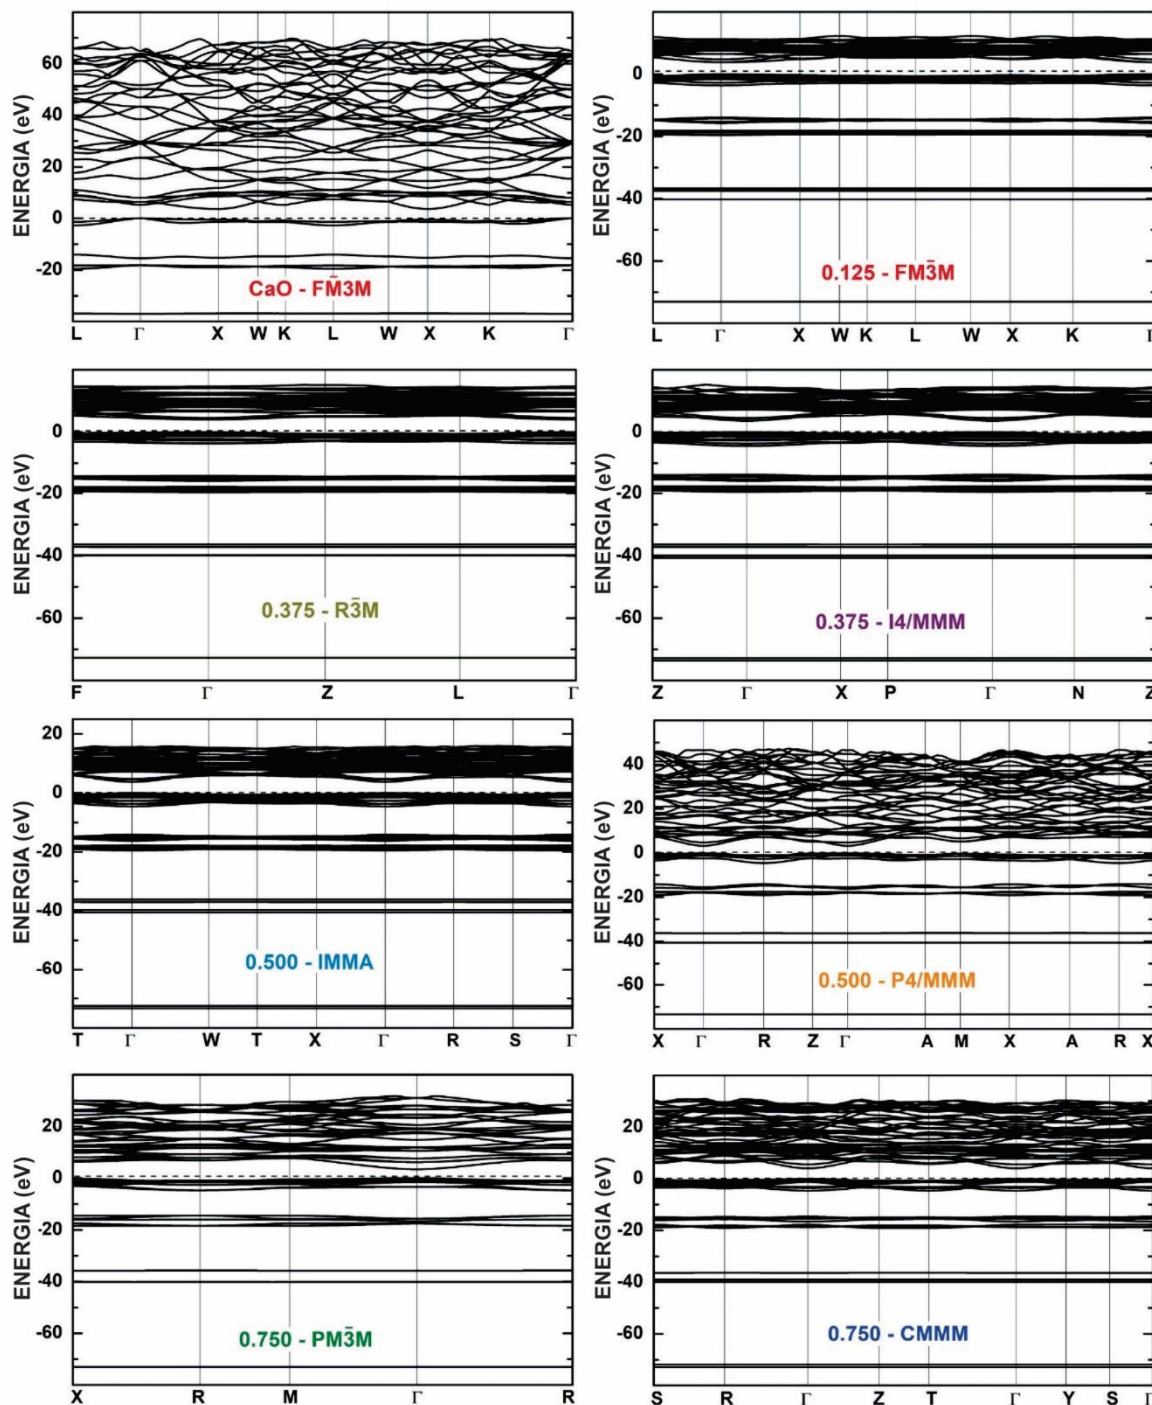 ENERGIA (eV)
60
40
20
0
-20
CaO - FM̄3M
L Γ X W K L W X K Γ
ENERGIA (eV)
0
-20
-40
-60
0.125 - FM3̄M
L Γ X W K L W X K Γ
ENERGIA (eV)
0
-20
-40
-60
0.375 - R3̄M
F Γ Z L Γ
ENERGIA (eV)
0
-20
-40
-60
0.375 - I4/MMM
Z Γ X P Γ N Z
ENERGIA (eV)
20
0
-20
-40
-60
0.500 - IMMA
T Γ W T X Γ R S Γ
ENERGIA (eV)
40
20
0
-20
-40
-60
0.500 - P4/MMM
X Γ R Z Γ A M X A R X
ENERGIA (eV)
20
0
-20
-40
-60
0.750 - PM3̄M
X R M Γ R
ENERGIA (eV)
20
0
-20
-40
-60
0.750 - CMMM
S R Γ Z T Γ Y S Γ